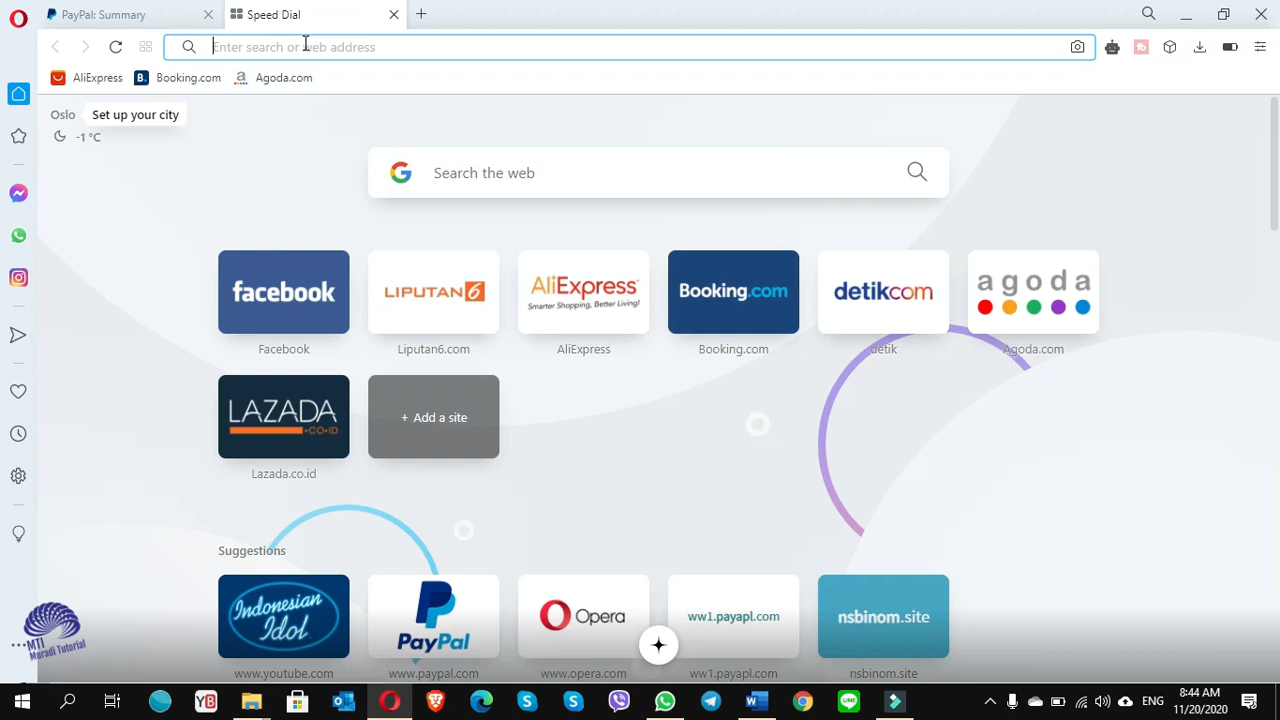 PayPal: Summary
Speed Dial
Enter search or web address
AliExpress
Booking.com
Agoda.com
Oslo
Set up your city
-1 °C
Search the web
facebook
LIPUTAN6
AliExpress
Smarter Shopping, Better Living!
Booking.com
detikcom
agoda
Facebook
Liputan6.com
AliExpress
Booking.com
detik
Agoda.com
LAZADA
.CO.ID
+ Add a site
Lazada.co.id
Suggestions
Indonesian Idol
PayPal
Opera
ww1.payapl.com
nsbinom.site
www.youtube.com
www.paypal.com
www.opera.com
ww1.payapl.com
nsbinom.site
MTI
Muradi Tutorial
ENG
8:44 AM
11/20/2020